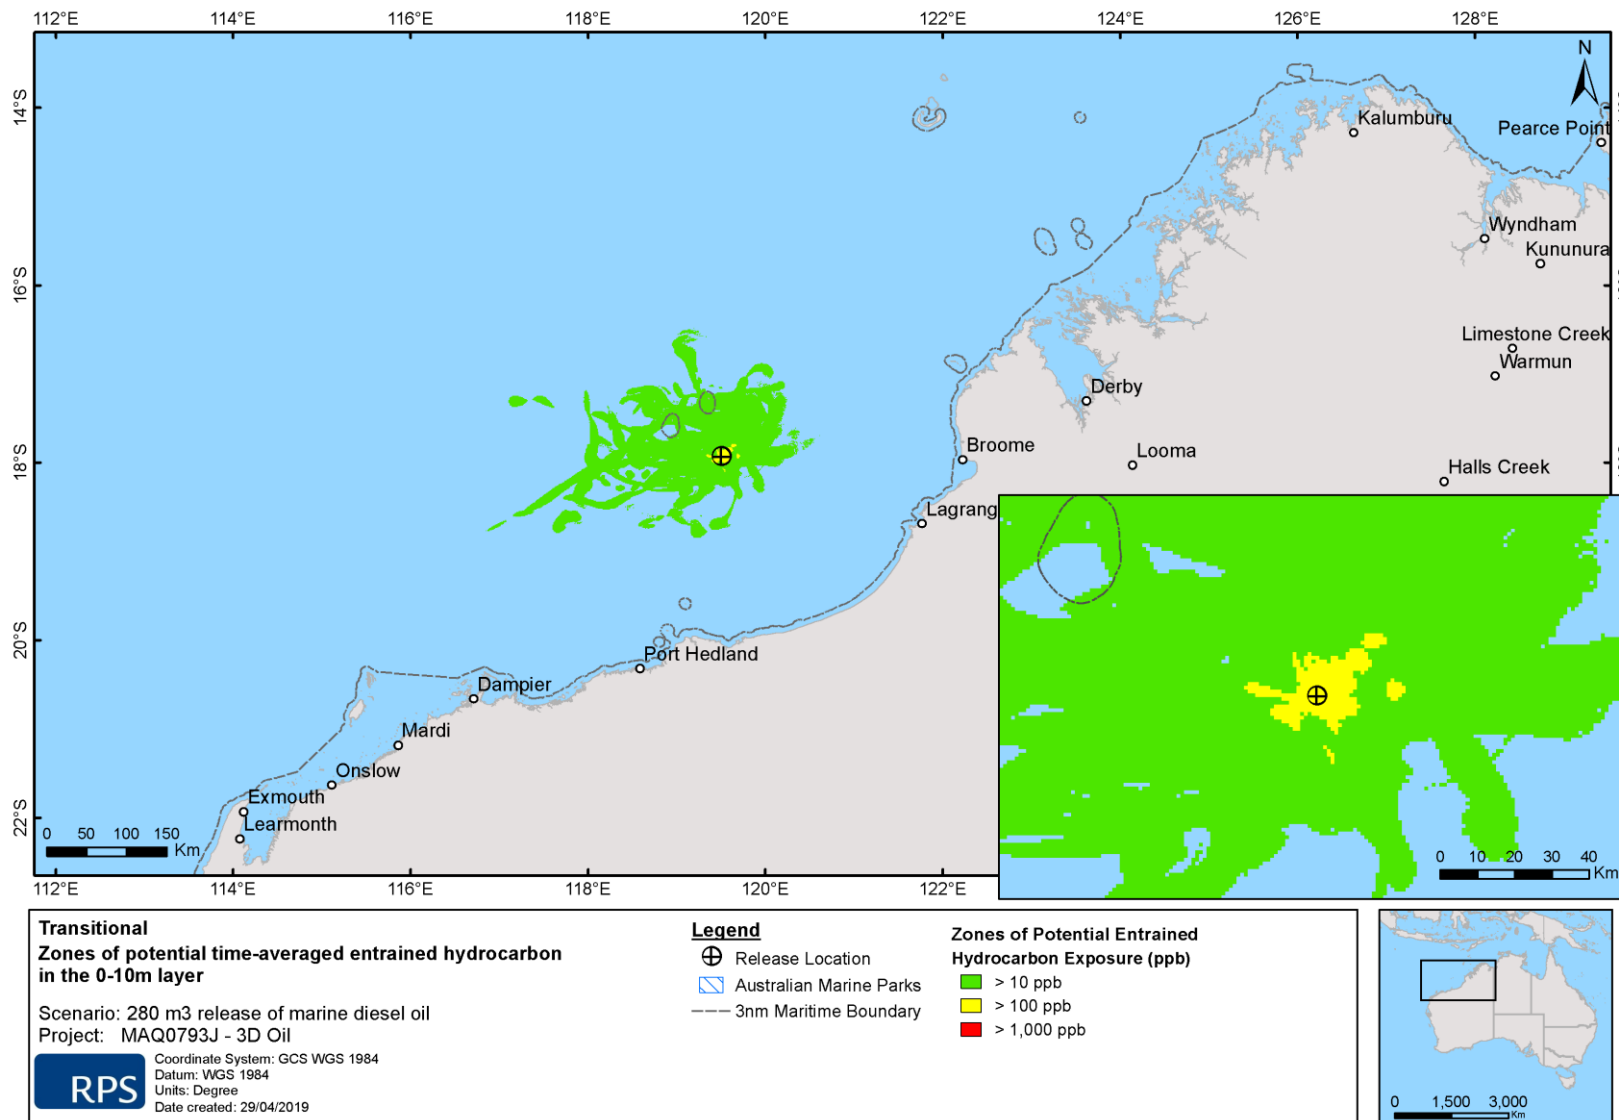 112°E 114°E 116°E 118°E 120°E 122°E 124°E 126°E 128°E
N
14°S
Kalumburu
Pearce Point
Wyndham
Kununura
16°S
Limestone Creek
Warmun
Derby
18°S
Broome
Looma
Halls Creek
Lagrang
20°S
Port Hedland
Dampier
Mardi
Onslow
Exmouth
22°S
Learmonth
0 50 100 150
Km
0 10 20 30 40
Km
112°E 114°E 116°E 118°E 120°E 122°E
Transitional
Zones of potential time-averaged entrained hydrocarbon
in the 0-10m layer
Scenario: 280 m3 release of marine diesel oil
Project: MAQ0793J - 3D Oil
RPS
Coordinate System: GCS WGS 1984
Datum: WGS 1984
Units: Degree
Date created: 29/04/2019
Legend
Release Location
Australian Marine Parks
3nm Maritime Boundary
Zones of Potential Entrained
Hydrocarbon Exposure (ppb)
> 10 ppb
> 100 ppb
> 1,000 ppb
0 1,500 3,000
Km